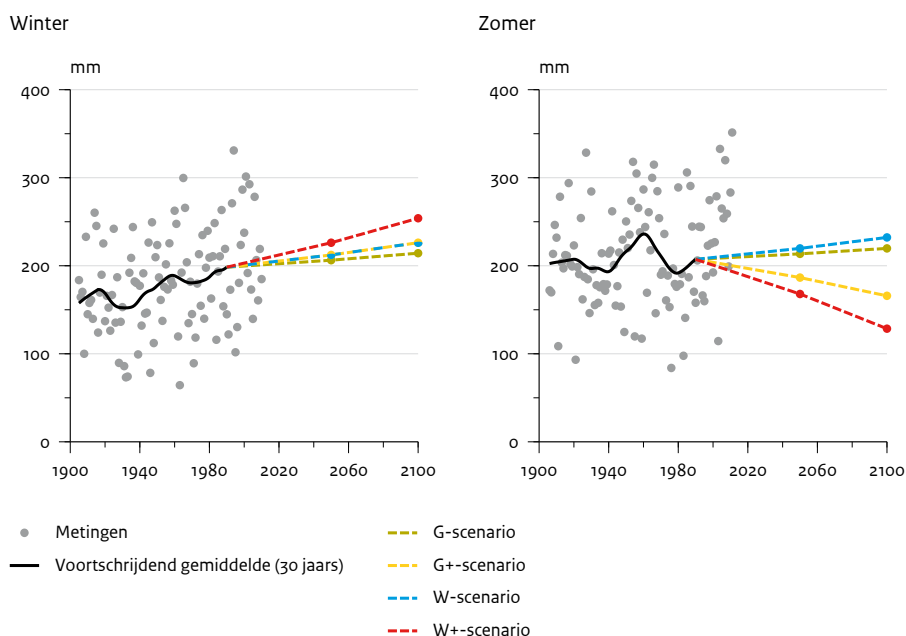 Winter
Zomer
mm
mm
400
300
200
100
0
1900 1940 1980 2020 2060 2100
400
300
200
100
0
1900 1940 1980 2020 2060 2100
Metingen
Voortschrijdend gemiddelde (30 jaars)
G-scenario
G+-scenario
W-scenario
W+-scenario